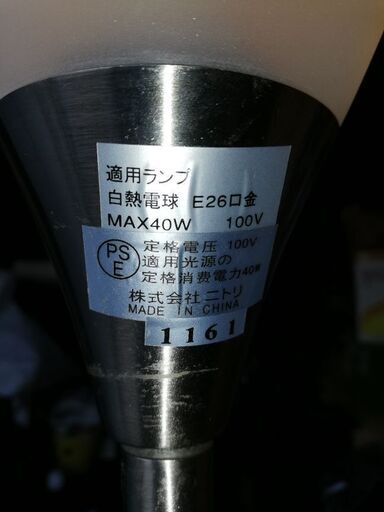 適用ランプ
白熱電球 E26口金
MAX40W 100V
PS
E
定格電圧 100V
適用光源の
定格消費電力40W
株式会社ニトリ
MADE IN CHINA
1161